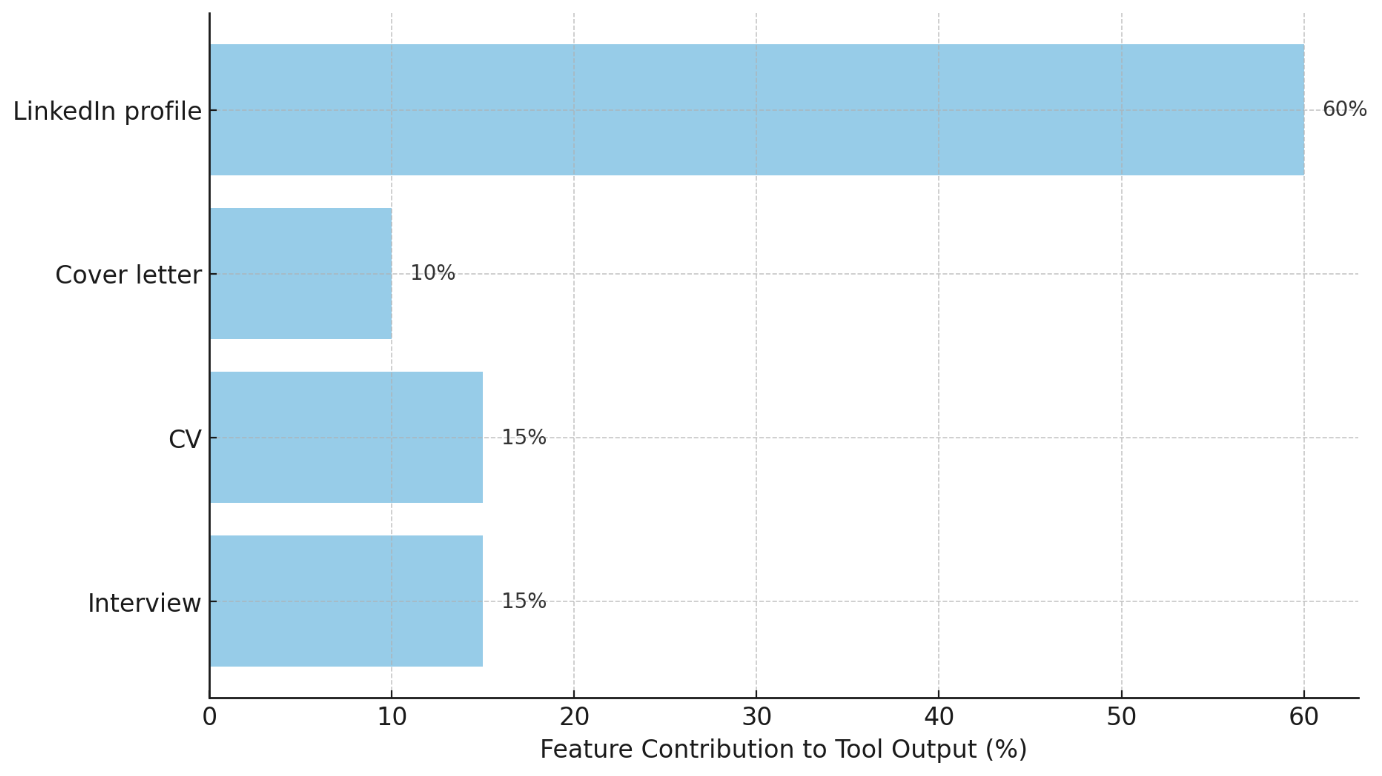 LinkedIn profile
60%
Cover letter
10%
CV
15%
Interview
15%
0 10 20 30 40 50 60
Feature Contribution to Tool Output (%)